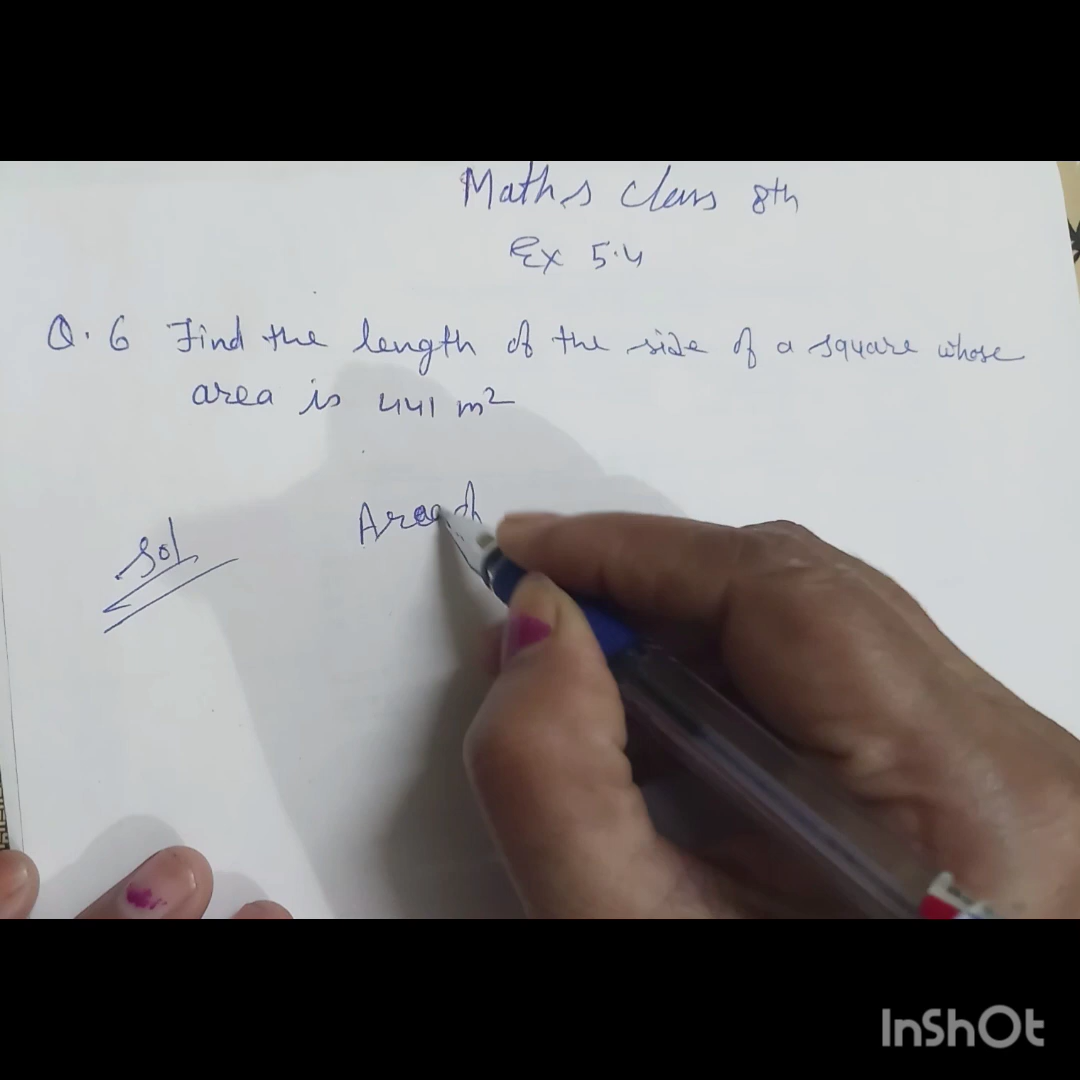 Maths Class 8th
Ex 5.4
Q. 6 Find the length of the side of a square whose
area is 441 m²
Sol
Area of
InShOt